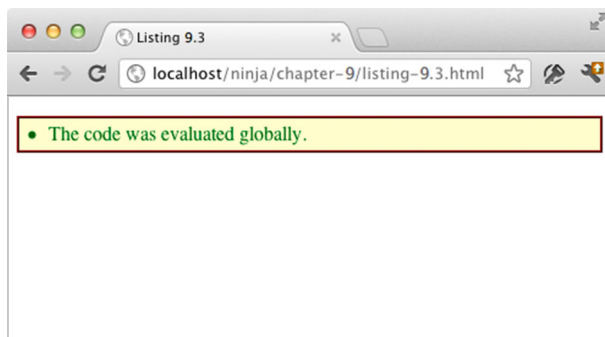 Listing 9.3
localhost/ninja/chapter-9/listing-9.3.html
• The code was evaluated globally.